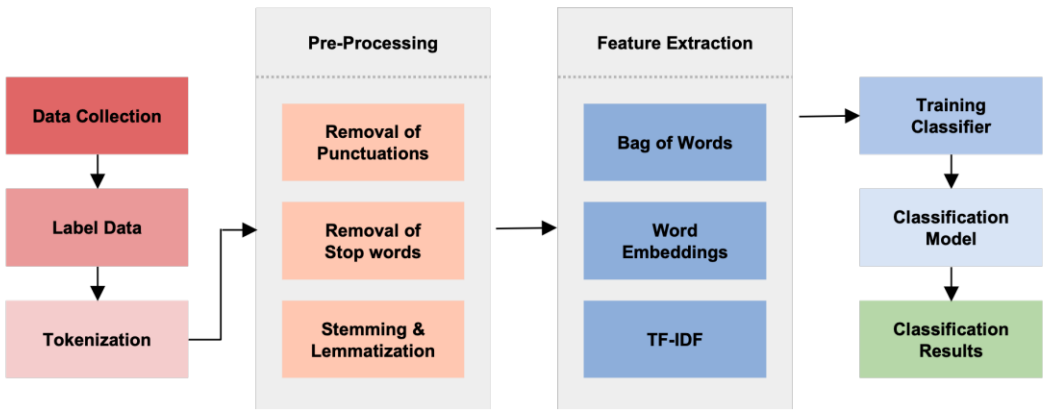 Data Collection
Label Data
Tokenization
Pre-Processing
Removal of
Punctuations
Removal of
Stop words
Stemming &
Lemmatization
Feature Extraction
Bag of Words
Word
Embeddings
TF-IDF
Training
Classifier
Classification
Model
Classification
Results